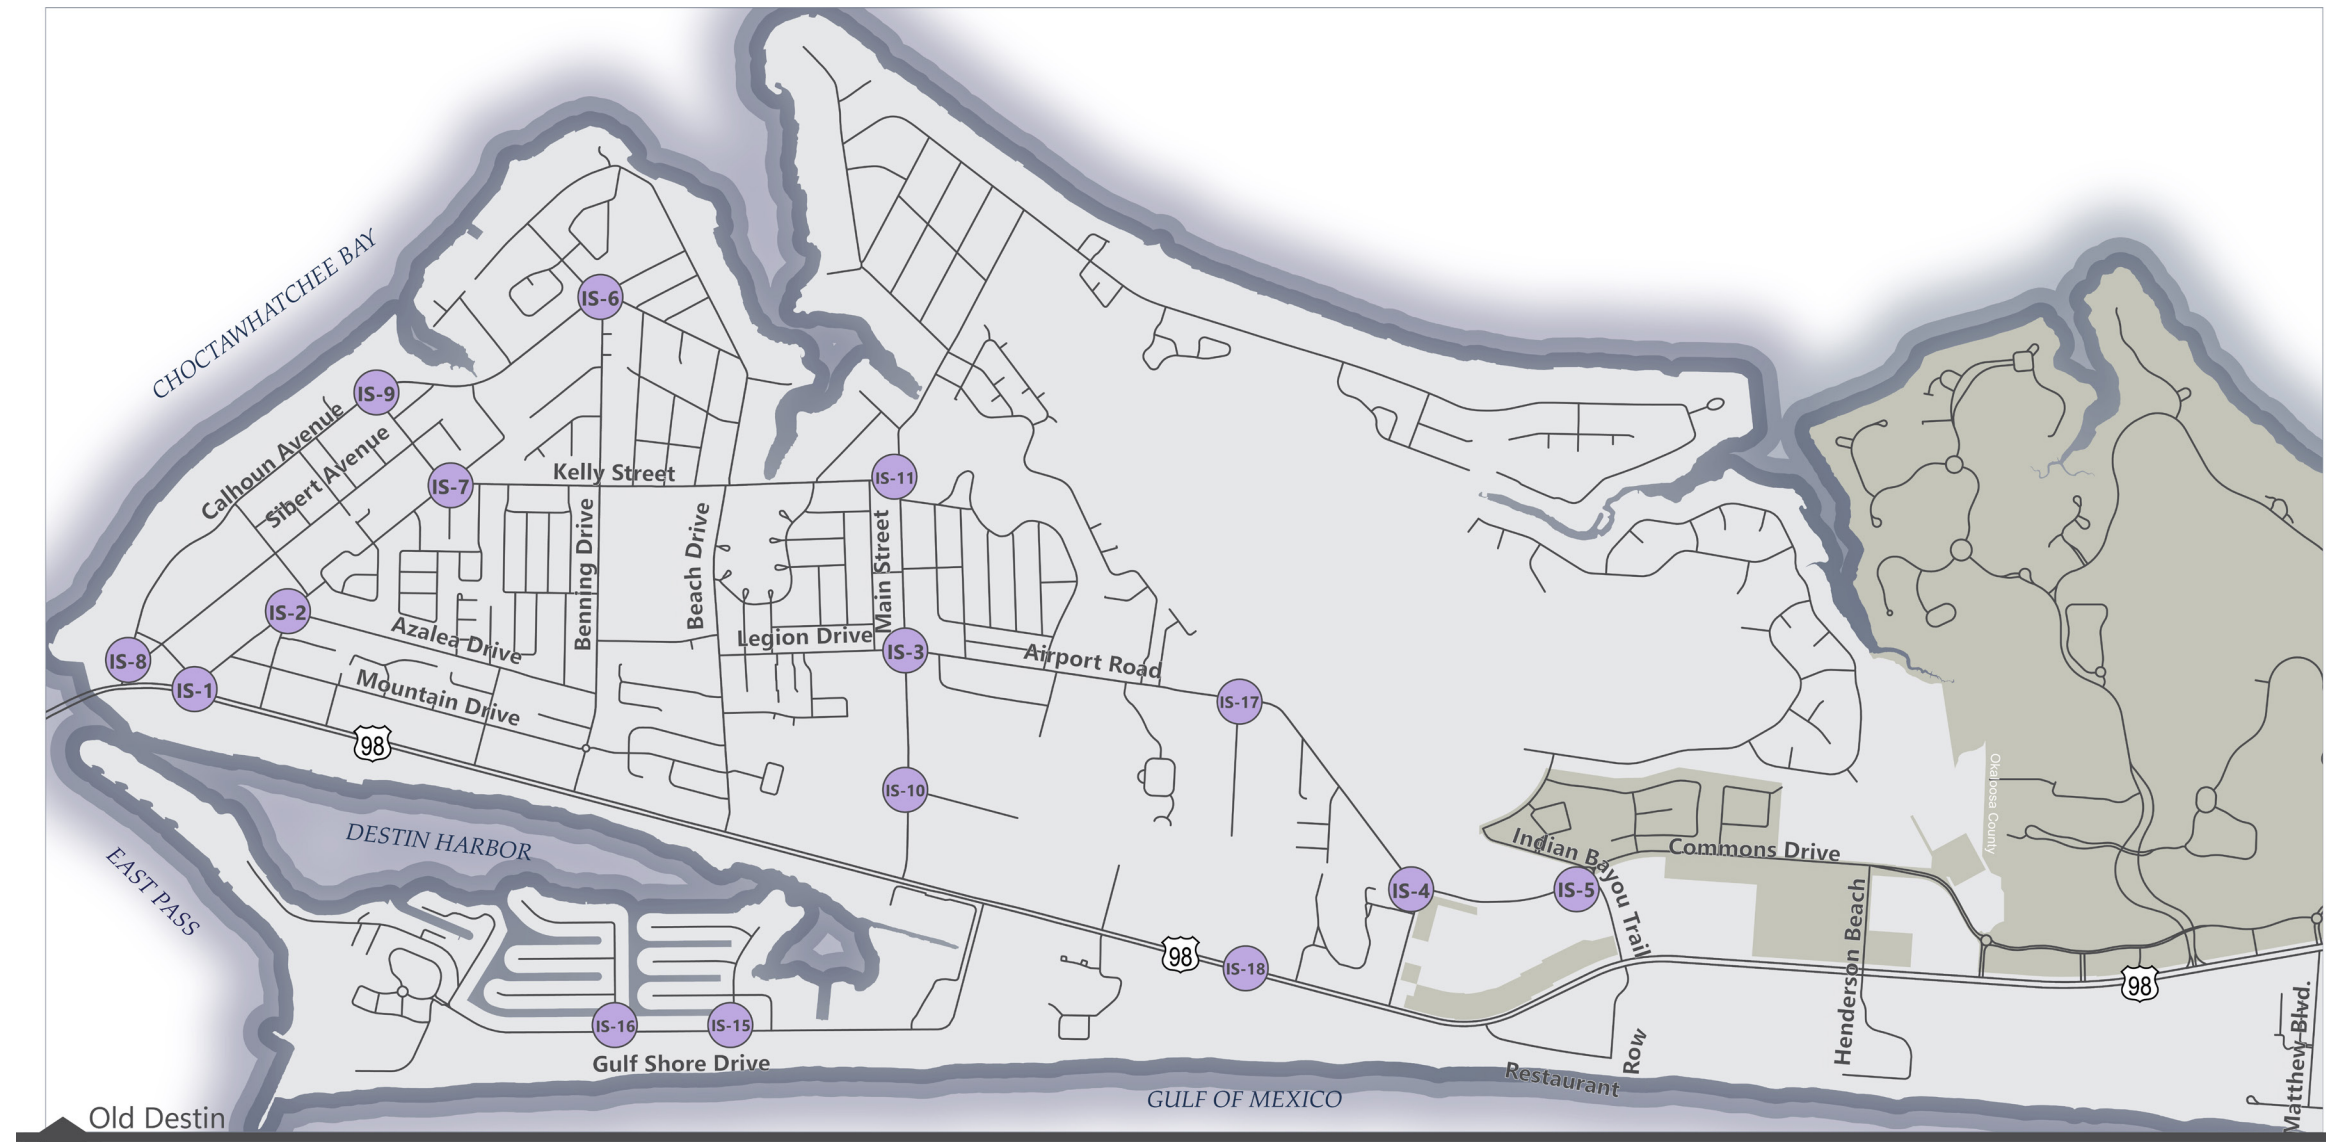 CHOCTAWHATCHEE BAY
IS-6
IS-9
Calhoun Avenue
Sibert Avenue
IS-7
Kelly Street
IS-11
Benning Drive
Beach Drive
Main Street
IS-2
Azalea Drive
Legion Drive
IS-3
Airport Road
IS-8
IS-1
Mountain Drive
IS-17
98
IS-10
Okaloosa County
DESTIN HARBOR
EAST PASS
Indian Bayou Trail
Commons Drive
IS-4
IS-5
Henderson Beach
98
IS-18
98
IS-16
IS-15
Gulf Shore Drive
Restaurant Row
Matthew Blvd.
GULF OF MEXICO
Old Destin